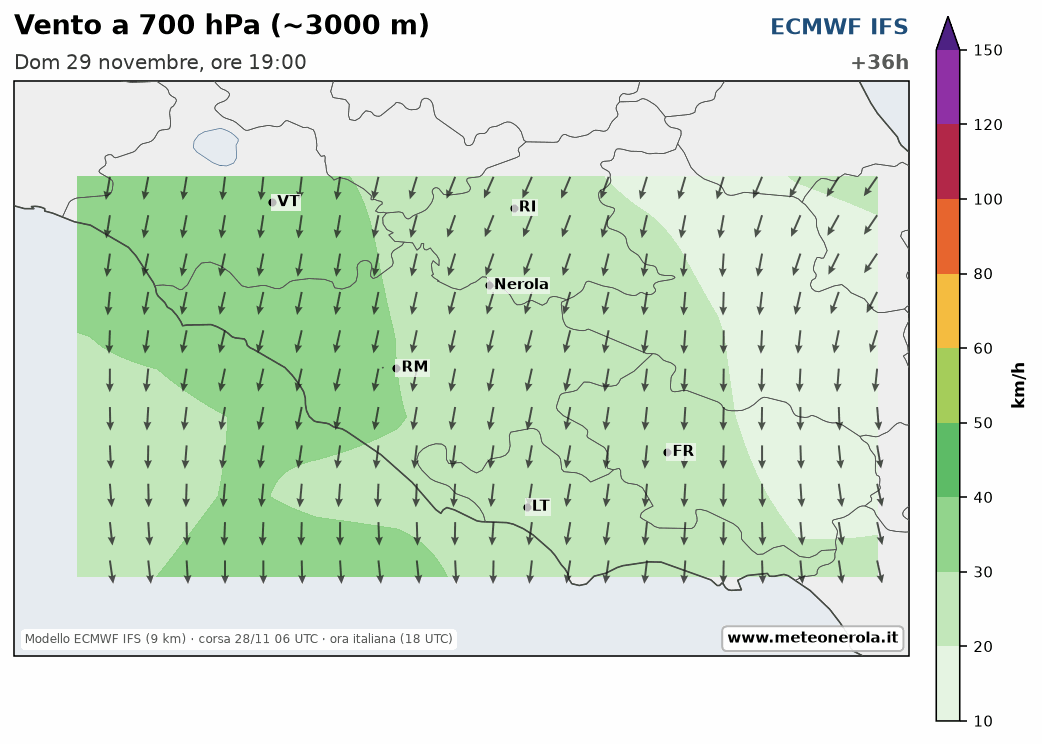 Vento a 700 hPa (~3000 m)
ECMWF IFS
Dom 29 novembre, ore 19:00
+36h
VT
RI
Nerola
RM
FR
LT
150
120
100
80
60
50
40
30
20
10
km/h
Modello ECMWF IFS (9 km) · corsa 28/11 06 UTC · ora italiana (18 UTC)
www.meteonerola.it